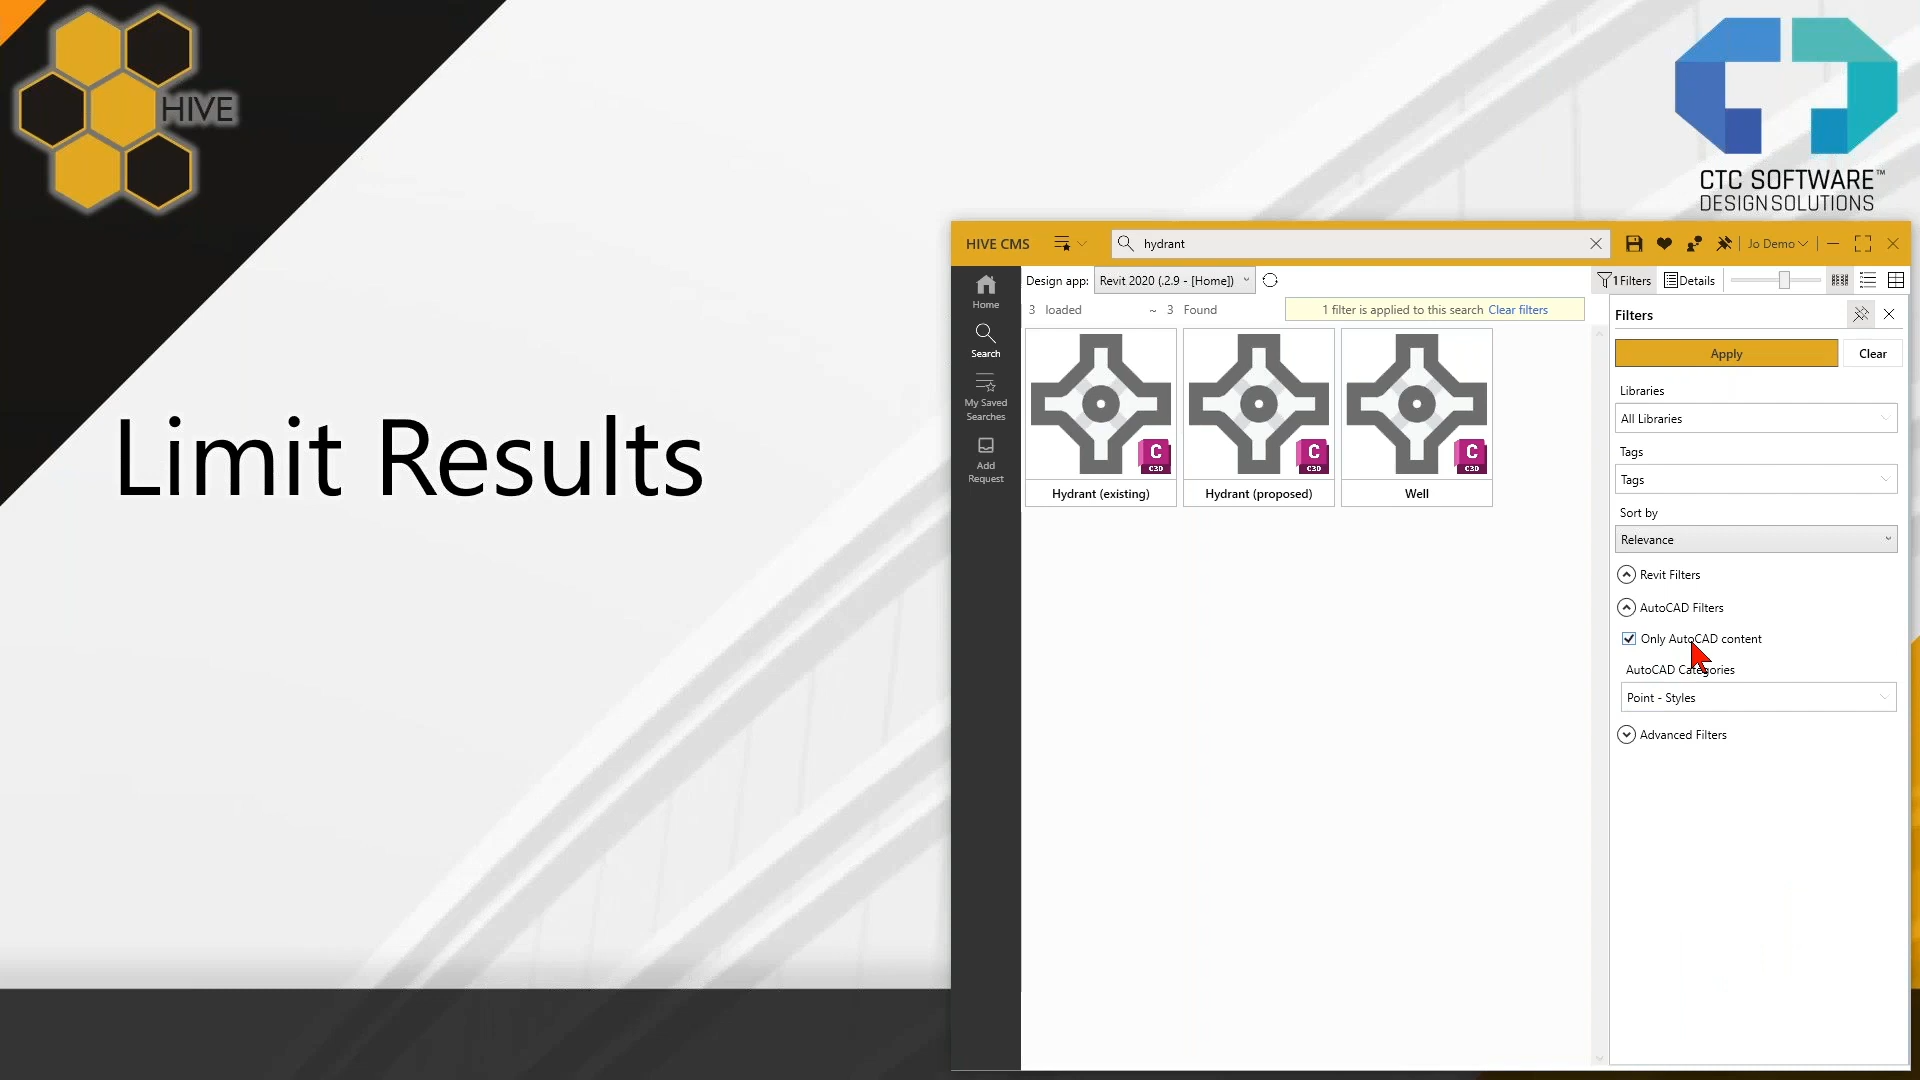 HIVE
CTC SOFTWARE™
DESIGN SOLUTIONS
Limit Results
HIVE CMS
hydrant
Jo Demo
Home
Search
My Saved
Searches
Add
Request
Design app: Revit 2020 (.2.9 - [Home])
1 Filters
Details
3 loaded ~ 3 Found
1 filter is applied to this search Clear filters
C
C3D
C
C3D
C
C3D
Hydrant (existing)
Hydrant (proposed)
Well
Filters
Apply
Clear
Libraries
All Libraries
Tags
Tags
Sort by
Relevance
Revit Filters
AutoCAD Filters
Only AutoCAD content
AutoCAD Categories
Point - Styles
Advanced Filters